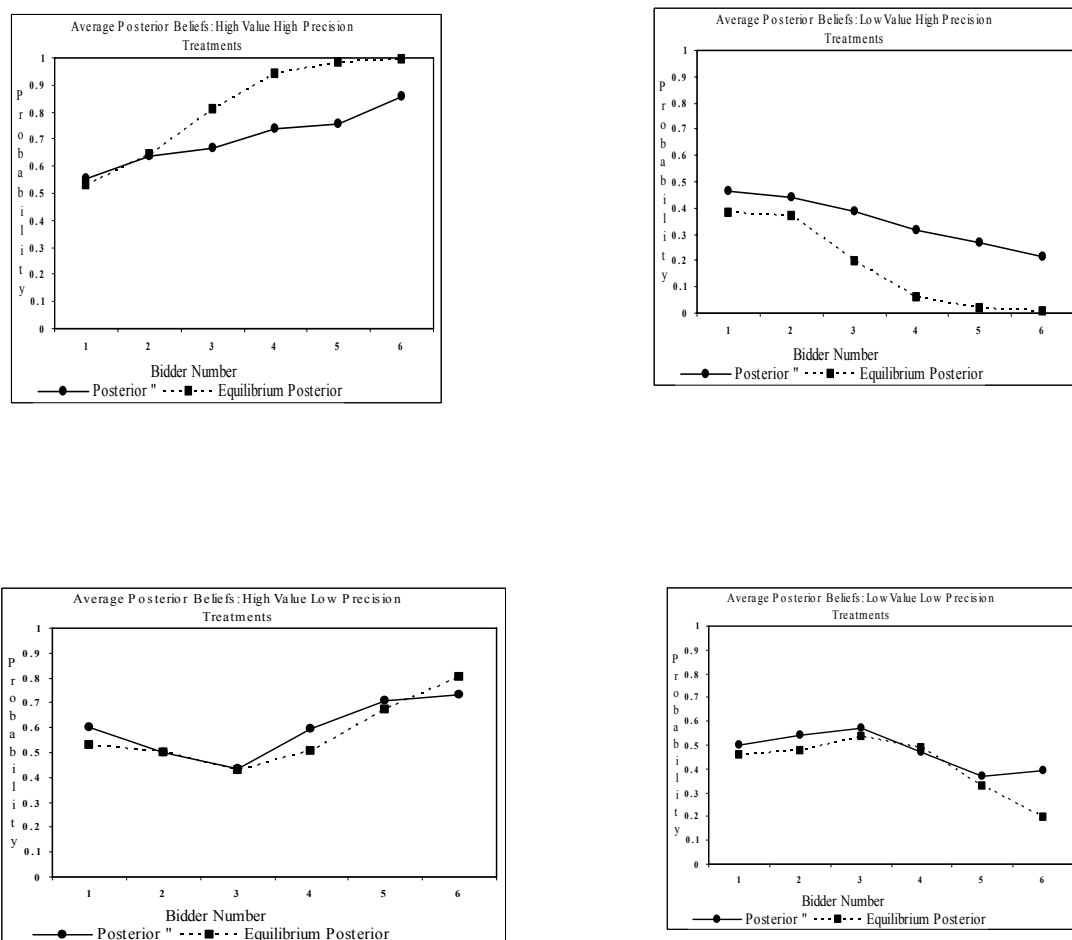 Average Posterior Beliefs: High Value High Precision
Treatments
1
0.9
0.8
0.7
0.6
0.5
0.4
0.3
0.2
0.1
0
Probability
1 2 3 4 5 6
Bidder Number
Posterior " Equilibrium Posterior
Average Posterior Beliefs: Low Value High Precision
Treatments
1
0.9
0.8
0.7
0.6
0.5
0.4
0.3
0.2
0.1
0
Probability
1 2 3 4 5 6
Bidder Number
Posterior " Equilibrium Posterior
Average Posterior Beliefs: High Value Low Precision
Treatments
1
0.9
0.8
0.7
0.6
0.5
0.4
0.3
0.2
0.1
0
Probability
1 2 3 4 5 6
Bidder Number
Posterior " Equilibrium Posterior
Average Posterior Beliefs: Low Value Low Precision
Treatments
1
0.9
0.8
0.7
0.6
0.5
0.4
0.3
0.2
0.1
0
Probability
1 2 3 4 5 6
Bidder Number
Posterior " Equilibrium Posterior